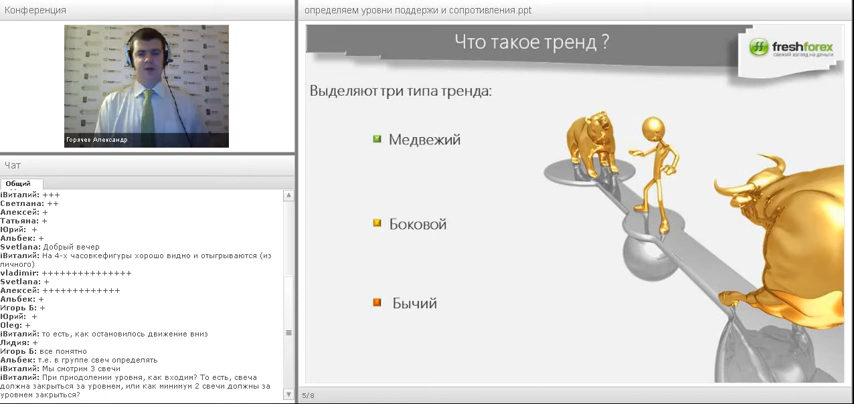 Конференция
Горячев Александр
Чат
Общий
iВиталий: +++
Светлана: ++
Алексей: +
Татьяна: +
Юрий: +
Альбек: +
Svetlana: Добрый вечер
iВиталий: На 4-х часовкефигуры хорошо видно и отыгрываются (из
личного)
vladimir: +++++++++++++++
Svetlana: +
Алексей: +++++++++++++
Альбек: +
Игорь Б: +
Юрий: +
Oleg: +
iВиталий: то есть, как остановилось движение вниз
Лидия: +
Игорь Б: все понятно
Альбек: т.е. в группе свеч определять
iВиталий: Мы смотрим 3 свечи
iВиталий: При приодолении уровня, как входим? То есть, свеча
должна закрыться за уровнем, или как минимум 2 свечи должны за
уровнем закрыться?
определяем уровни поддержи и сопротивления.ppt
Что такое тренд ?
freshforex
свежий взгляд на деньги
Выделяют три типа тренда:
Медвежий
Боковой
Бычий
5/8